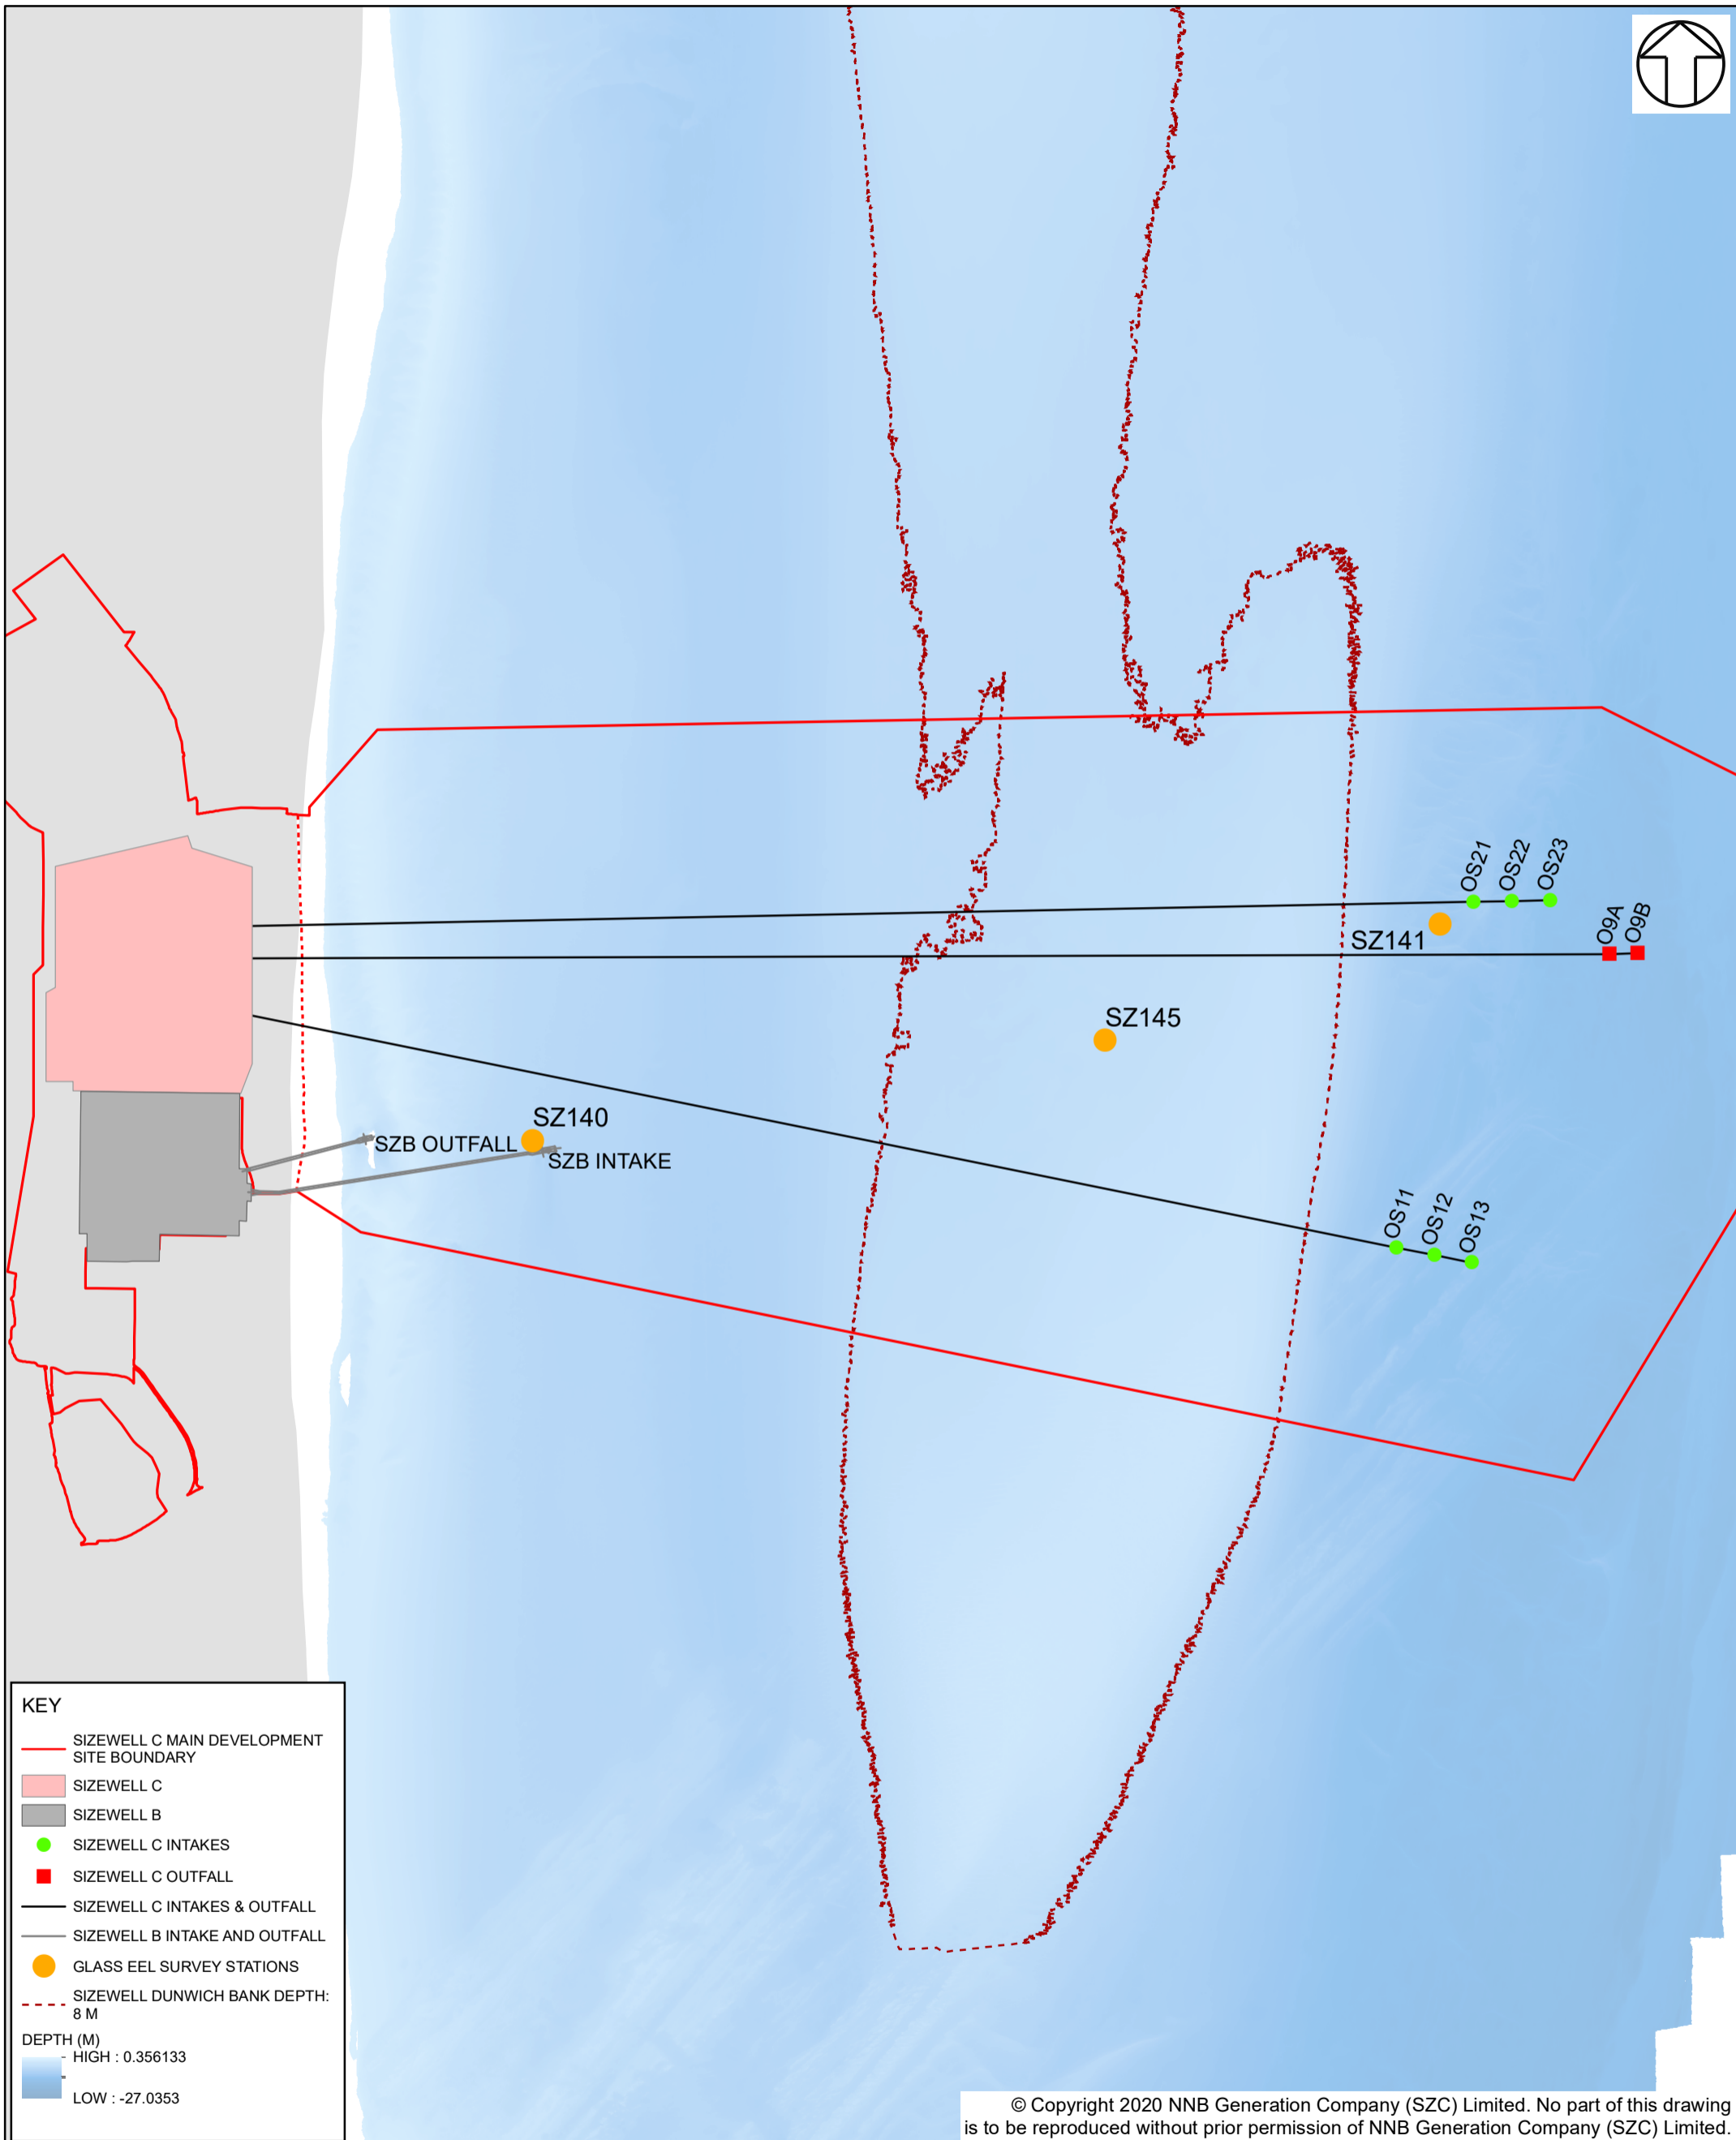 OS21
OS22
OS23
O9A
O9B
SZ141
SZ145
SZ140
SZB OUTFALL
SZB INTAKE
OS11
OS12
OS13
KEY
SIZEWELL C MAIN DEVELOPMENT
SITE BOUNDARY
SIZEWELL C
SIZEWELL B
SIZEWELL C INTAKES
SIZEWELL C OUTFALL
SIZEWELL C INTAKES & OUTFALL
SIZEWELL B INTAKE AND OUTFALL
GLASS EEL SURVEY STATIONS
SIZEWELL DUNWICH BANK DEPTH:
8 M
DEPTH (M)
HIGH : 0.356133
LOW : -27.0353
© Copyright 2020 NNB Generation Company (SZC) Limited. No part of this drawing
is to be reproduced without prior permission of NNB Generation Company (SZC) Limited.